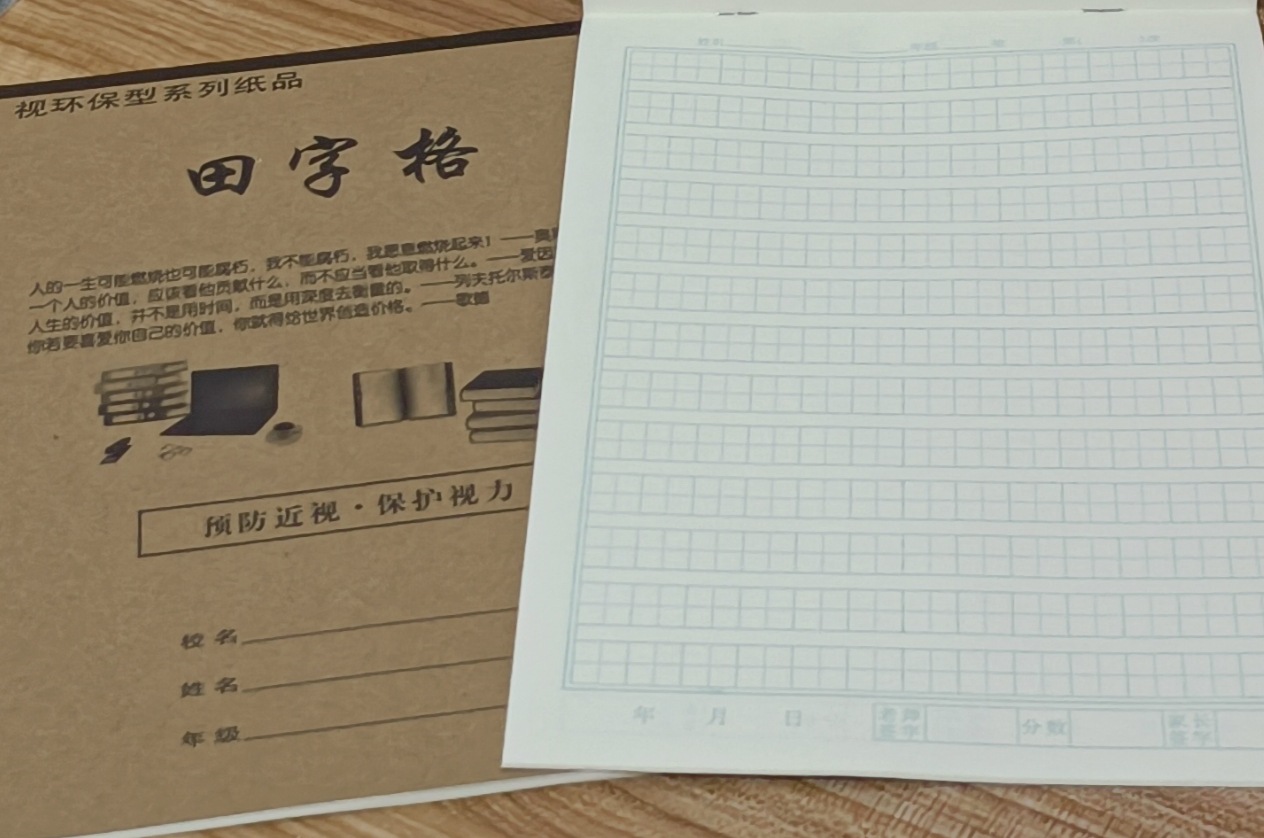 视环保型系列纸品
田字格
人的一生可能燃烧也可能腐朽，我不能腐朽，我愿意燃烧起来！——奥
一个人的价值，应该看他贡献什么，而不应当看他取得什么。——爱因
人生的价值，并不是用时间，而是用深度去衡量的。——列夫托尔斯泰
你若要喜爱你自己的价值，你就得给世界创造价格。——歌德
预防近视·保护视力
校名
姓名
年级
年 月 日 老师签字 分数 家长签字